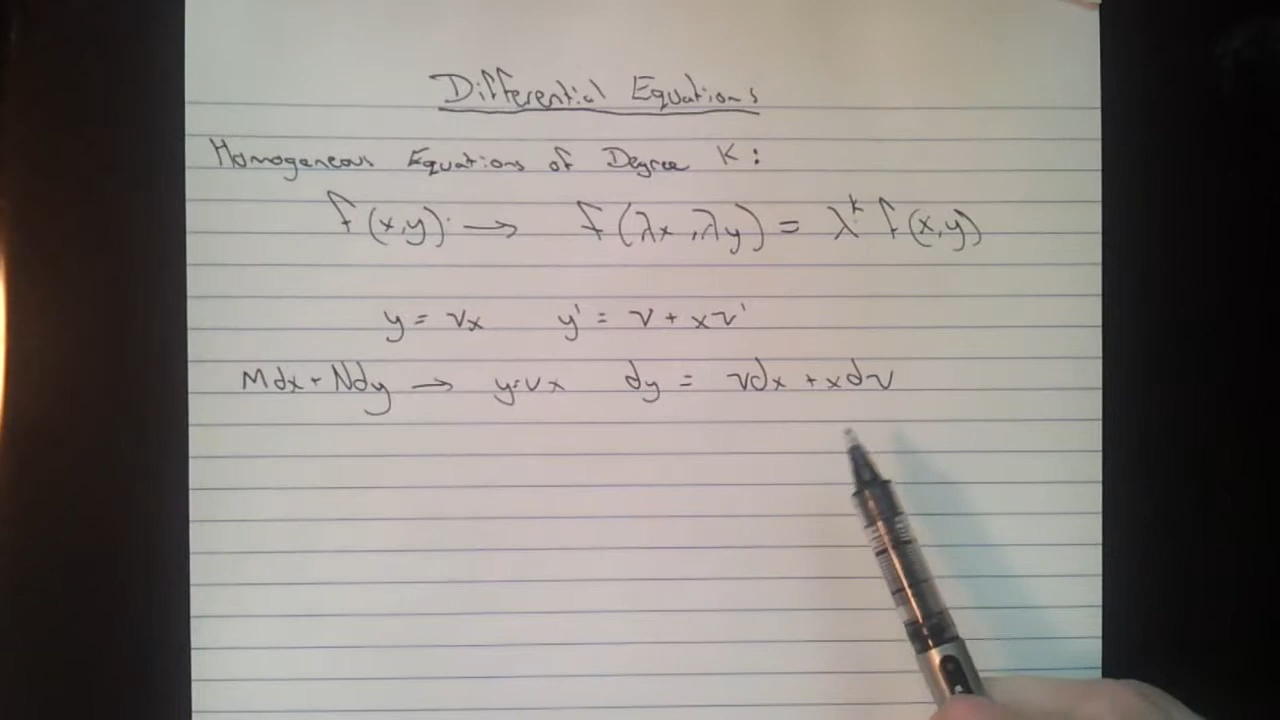 Differential Equations
Homogeneous Equations of Degree K:
f(x,y) → f(λx,λy) = λ^k f(x,y)
y = vx y' = v + xv'
Mdx + Ndy → y=vx dy = vdx + xdv